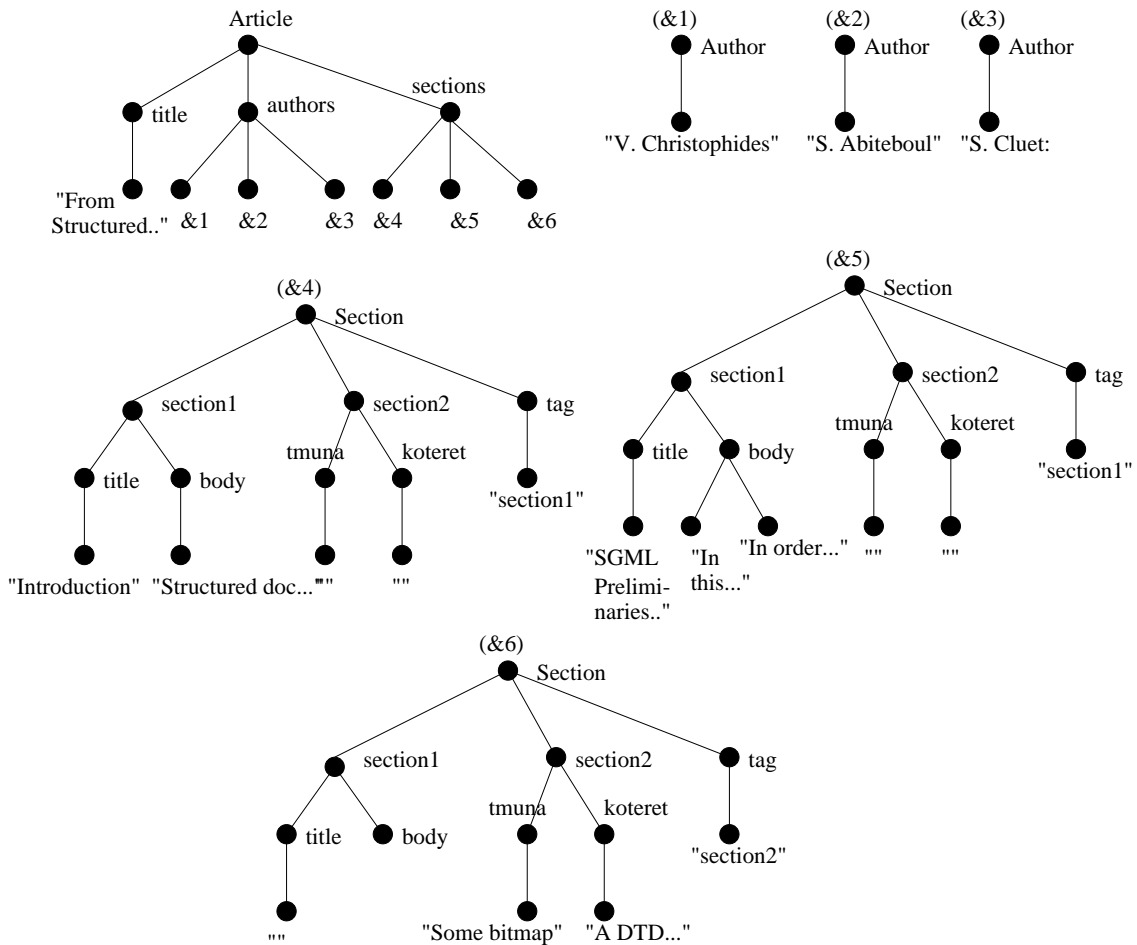 Article
title
authors
sections
"From
Structured.."
&1
&2
&3
&4
&5
&6
(&1)
Author
"V. Christophides"
(&2)
Author
"S. Abiteboul"
(&3)
Author
"S. Cluet:
(&4)
Section
section1
section2
tag
title
body
tmuna
koteret
"section1"
"Introduction"
"Structured doc..."
""
""
(&5)
Section
section1
section2
tag
title
body
tmuna
koteret
"section1"
"SGML
Prelimi-
naries.."
"In
this..."
"In order..."
""
""
(&6)
Section
section1
section2
tag
title
body
tmuna
koteret
"section2"
""
"Some bitmap"
"A DTD..."